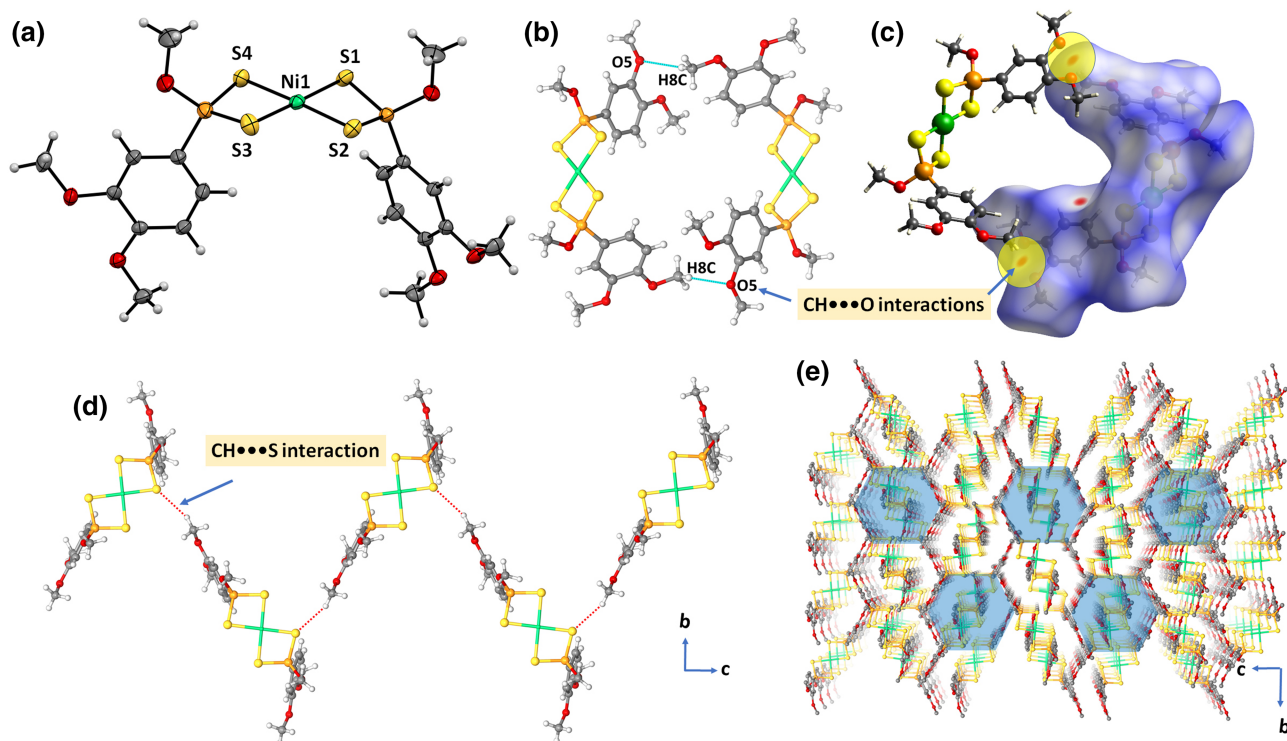 (a)
S4
S1
Ni1
S3
S2
(b)
O5
H8C
H8C
O5
CH•••O interactions
(c)
(d)
CH•••S interaction
b
c
(e)
c
b